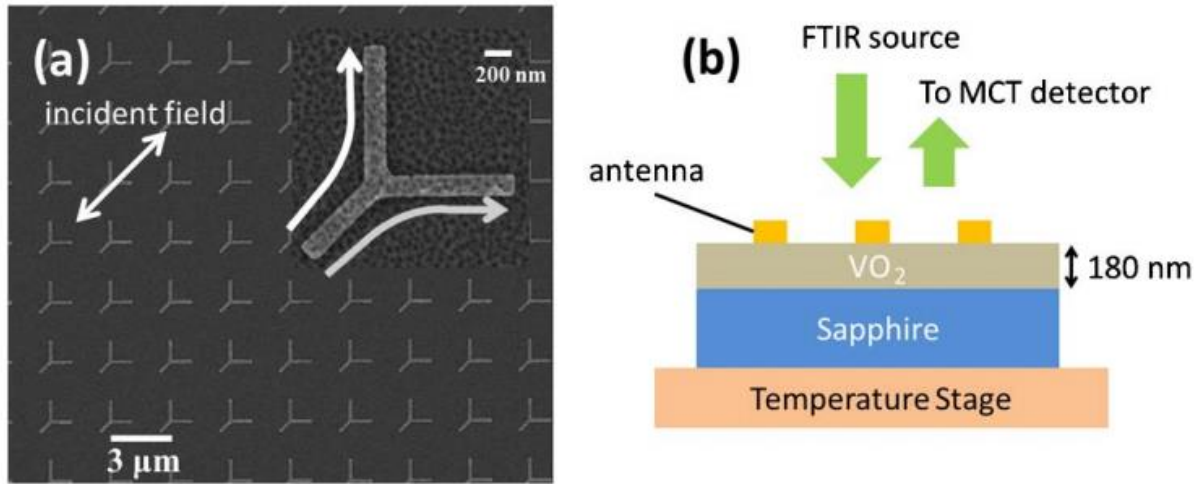 (a)
incident field
200 nm
3 μm
(b)
FTIR source
To MCT detector
antenna
VO2
180 nm
Sapphire
Temperature Stage